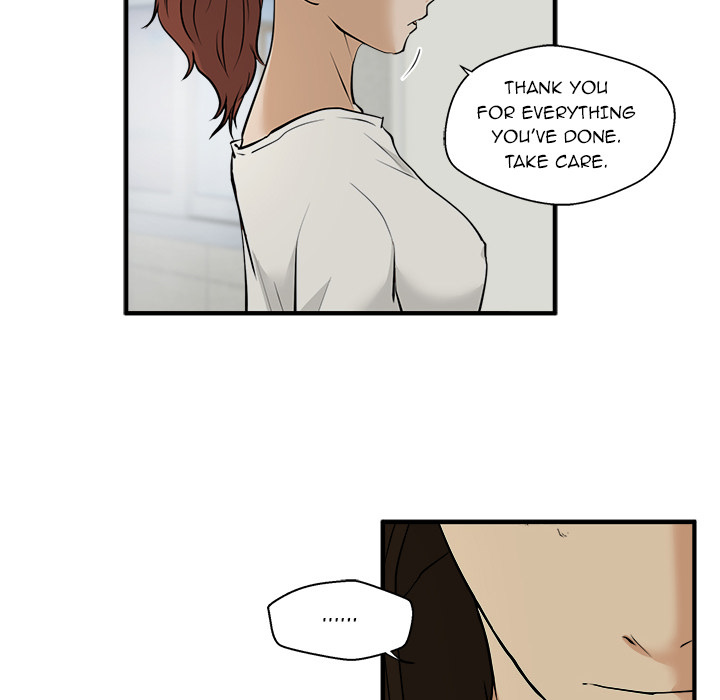 THANK YOU
FOR EVERYTHING
YOU'VE DONE.
TAKE CARE.
......